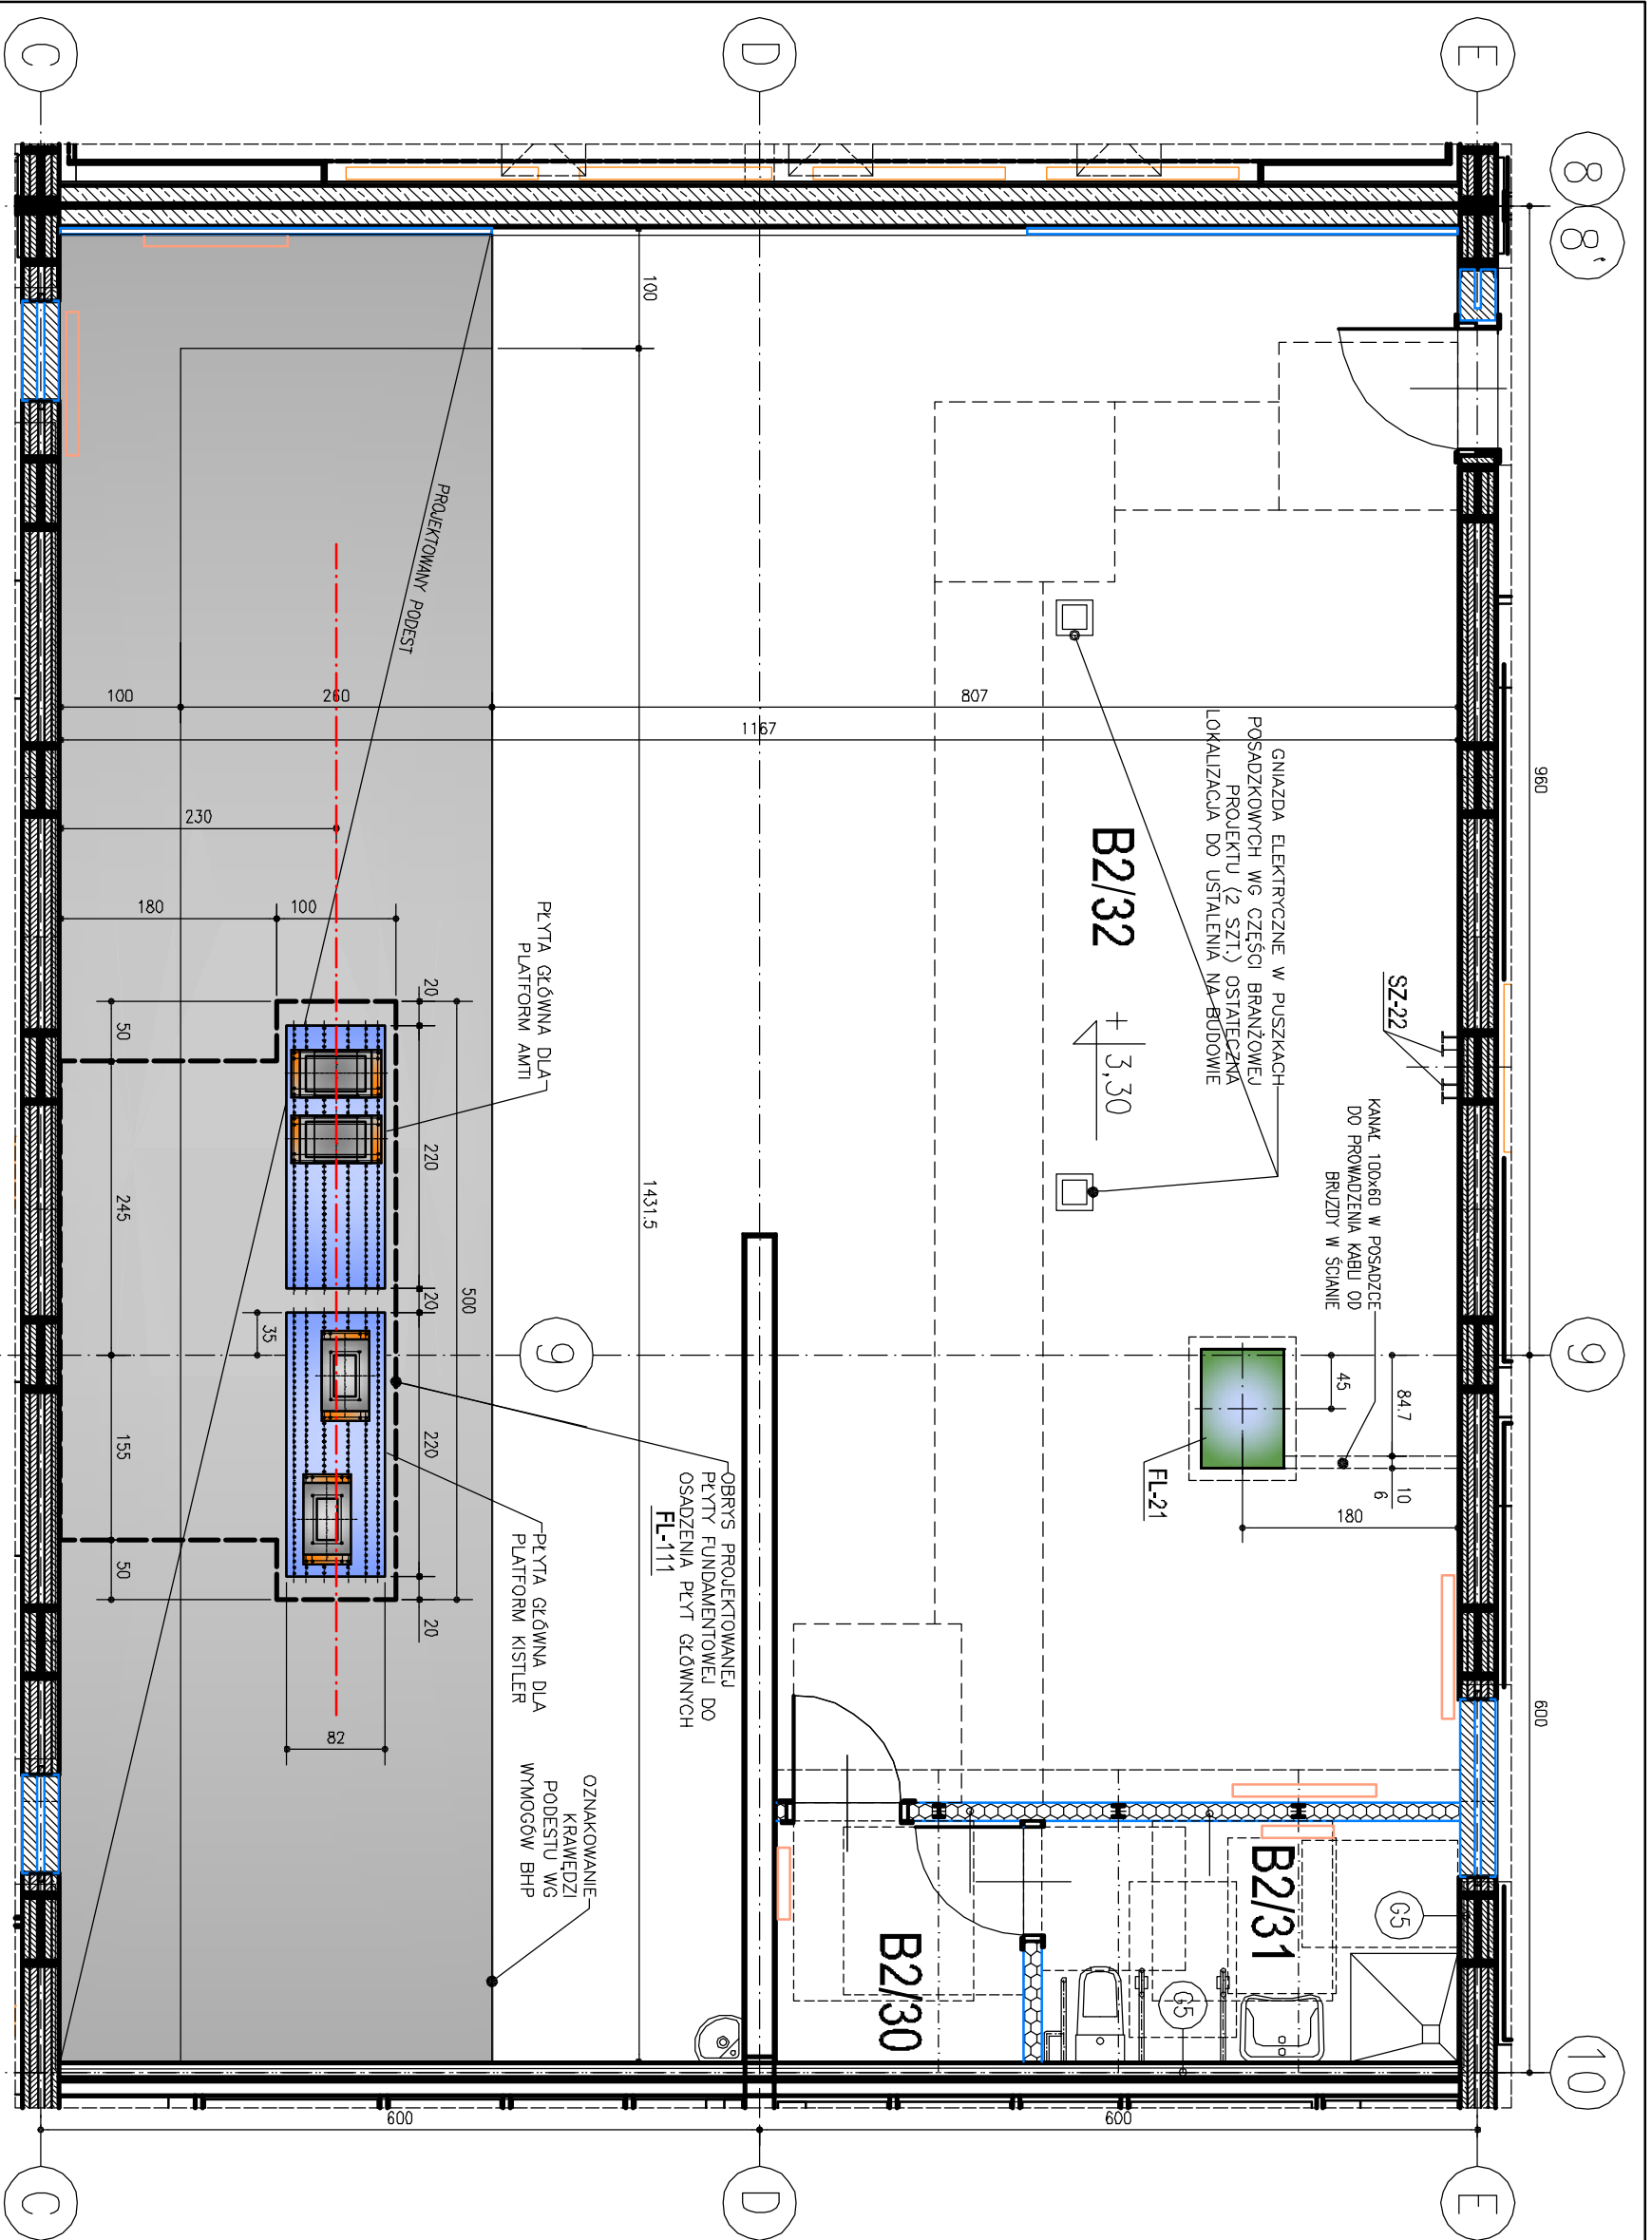 C
D
E
8
8'
9
10
C
D
E
9
960
600
600
600
100
1431.5
100
260
807
1167
230
180
100
20
220
20
220
20
500
35
50
245
155
50
82
45
84.7
10
6
180
PROJEKTOWANY PODEST
PŁYTA GŁÓWNA DLA
PLATFORM AMTI
GNIAZDA ELEKTRYCZNE W PUSZKACH
POSADZKOWYCH WG CZĘŚCI BRANŻOWEJ
PROJEKTU (2 SZT.) OSTATECZNA
LOKALIZACJA DO USTALENIA NA BUDOWIE
B2/32
+ 3,30
SZ-22
KANAŁ 100x60 W POSADZCE
DO PROWADZENIA KABLI OD
BRUZDY W ŚCIANIE
FL-21
OBRYS PROJEKTOWANEJ
PŁYTY FUNDAMENTOWEJ DO
OSADZENIA PŁYT GŁÓWNYCH
FL-111
PŁYTA GŁÓWNA DLA
PLATFORM KISTLER
OZNAKOWANIE
KRAWĘDZI
PODESTU WG
WYMOGÓW BHP
B2/31
B2/30
G5
G5